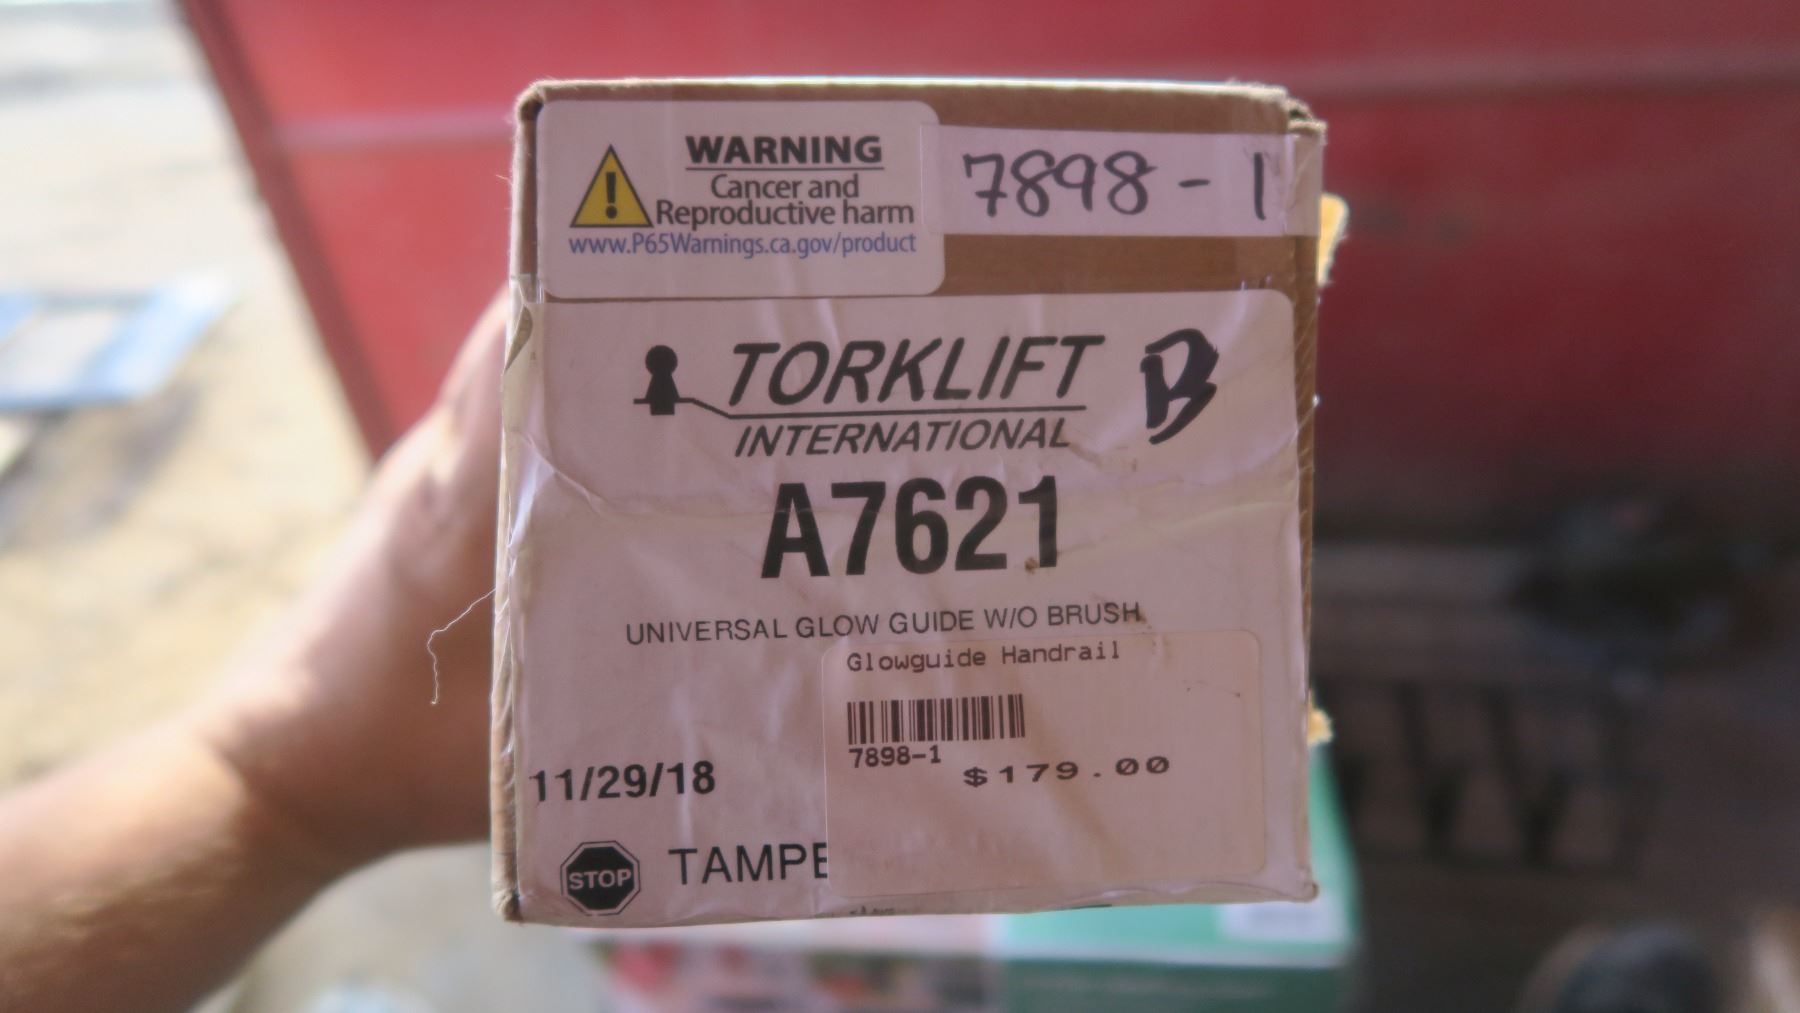 WARNING
Cancer and
Reproductive harm
www.P65Warnings.ca.gov/product
7898-1
TORKLIFT
INTERNATIONAL
B
A7621
UNIVERSAL GLOW GUIDE W/O BRUSH
Glowguide Handrail
7898-1
$179.00
11/29/18
STOP
TAMPE